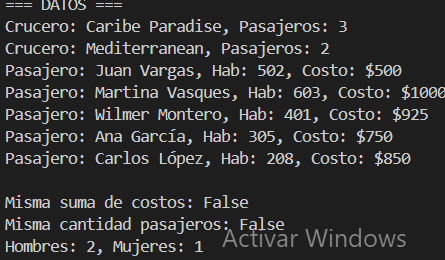 === DATOS ===
Crucero: Caribe Paradise, Pasajeros: 3
Crucero: Mediterranean, Pasajeros: 2
Pasajero: Juan Vargas, Hab: 502, Costo: $500
Pasajero: Martina Vasques, Hab: 603, Costo: $1000
Pasajero: Wilmer Montero, Hab: 401, Costo: $925
Pasajero: Ana García, Hab: 305, Costo: $750
Pasajero: Carlos López, Hab: 208, Costo: $850
Misma suma de costos: False
Misma cantidad pasajeros: False
Hombres: 2, Mujeres: 1
Activar Windows